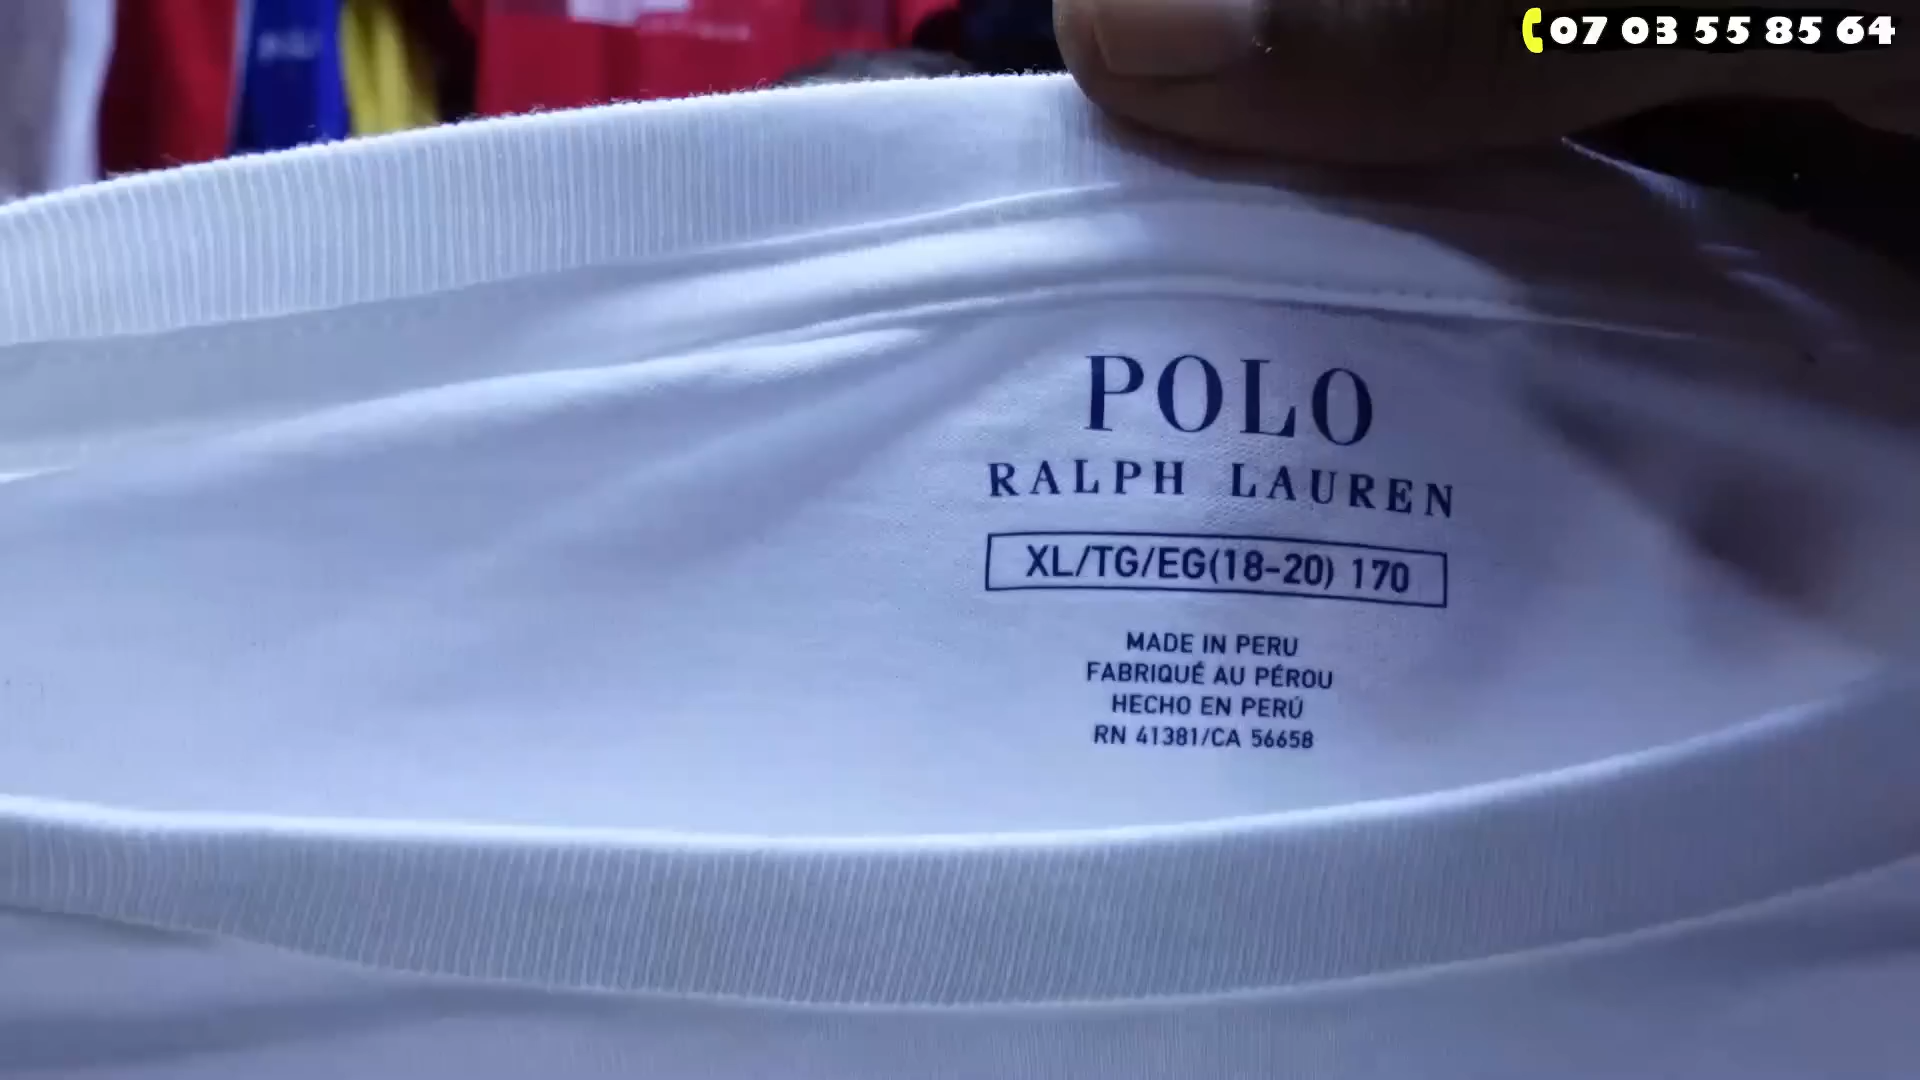 07 03 55 85 64
POLO
RALPH LAUREN
XL/TG/EG(18-20) 170
MADE IN PERU
FABRIQUÉ AU PÉROU
HECHO EN PERÚ
RN 41381/CA 56658